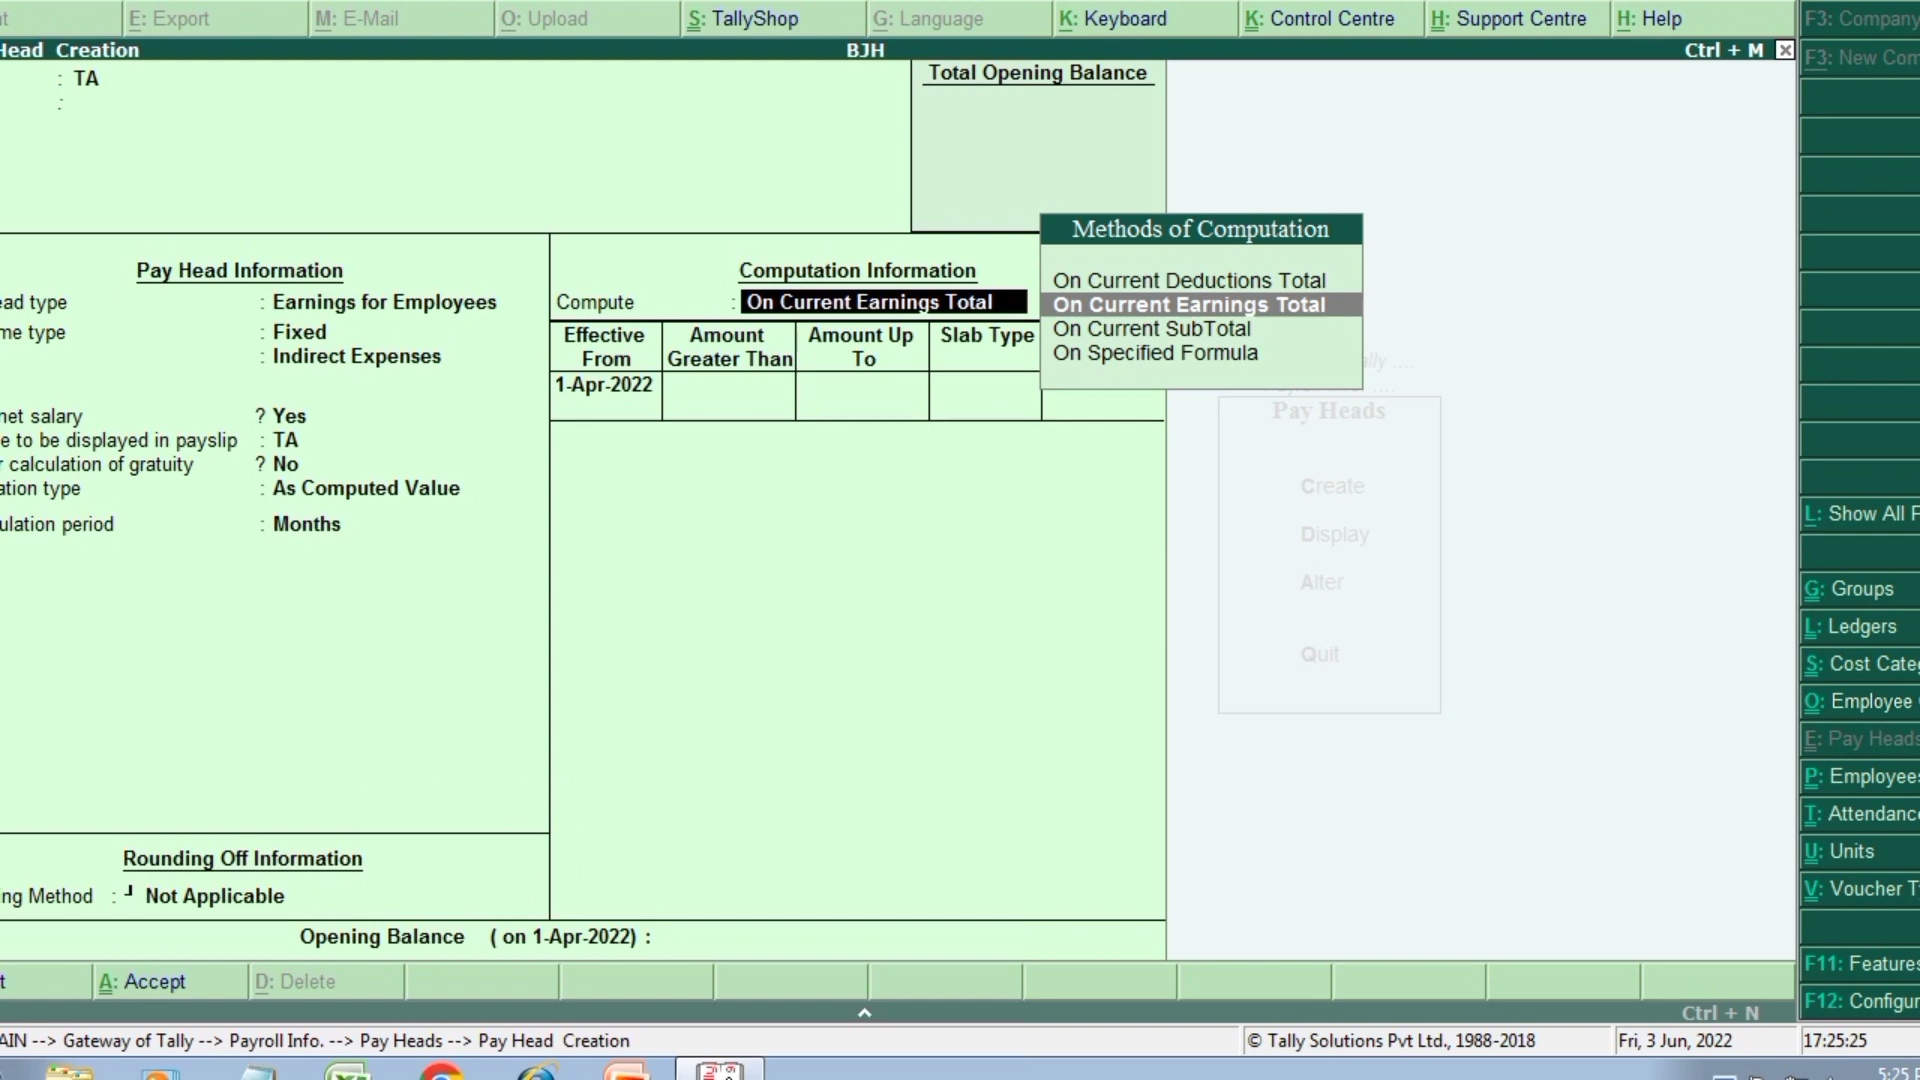 E: Export
M: E-Mail
O: Upload
S: TallyShop
G: Language
K: Keyboard
K: Control Centre
H: Support Centre
H: Help
F3: Company
Head Creation
BJH
Ctrl + M
F3: New Com
: TA
:
Total Opening Balance
Methods of Computation
On Current Deductions Total
On Current Earnings Total
On Current SubTotal
On Specified Formula
Pay Head Information
ead type : Earnings for Employees
me type : Fixed
: Indirect Expenses
net salary ? Yes
e to be displayed in payslip : TA
r calculation of gratuity ? No
ation type : As Computed Value
ulation period : Months
Computation Information
Compute : On Current Earnings Total
Effective From
Amount Greater Than
Amount Up To
Slab Type
1-Apr-2022
Pay Heads
Create
Display
Alter
Quit
L: Show All F
G: Groups
L: Ledgers
S: Cost Cate
O: Employee
E: Pay Heads
P: Employees
T: Attendance
U: Units
V: Voucher T
F11: Features
F12: Configur
Rounding Off Information
ing Method : Not Applicable
Opening Balance ( on 1-Apr-2022) :
t
A: Accept
D: Delete
Ctrl + N
AIN --> Gateway of Tally --> Payroll Info. --> Pay Heads --> Pay Head Creation
© Tally Solutions Pvt Ltd., 1988-2018
Fri, 3 Jun, 2022
17:25:25
5:25 P